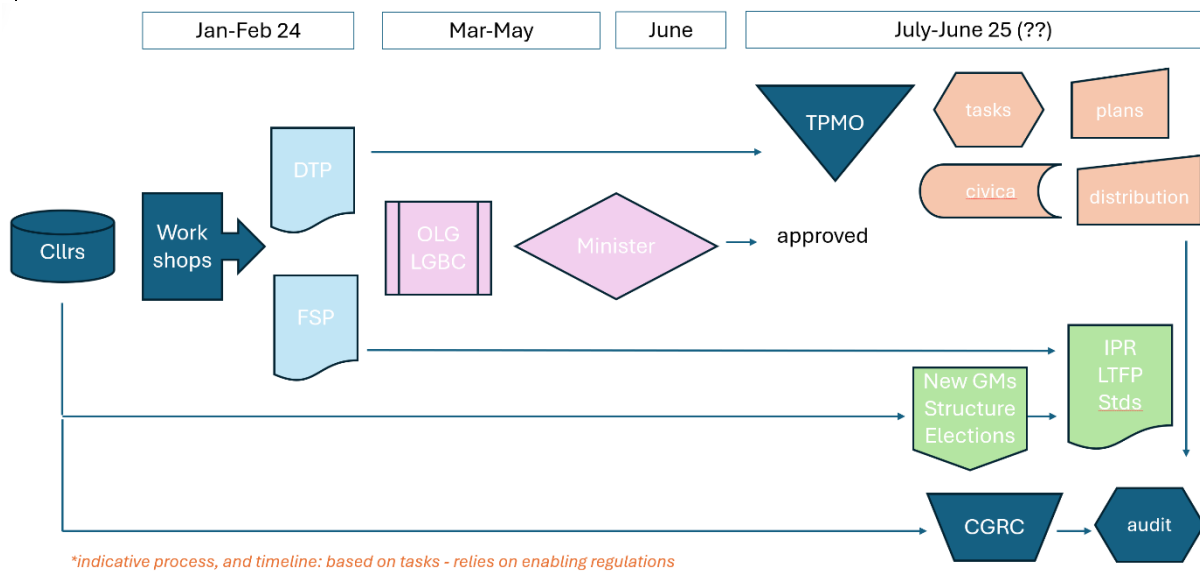 Jan-Feb 24
Mar-May
June
July-June 25 (??)
TPMO
tasks
plans
DTP
civica
distribution
Cllrs
Work
shops
OLG
LGBC
Minister
approved
FSP
IPR
LTFP
Stds
New GMs
Structure
Elections
CGRC
audit
*indicative process, and timeline: based on tasks - relies on enabling regulations